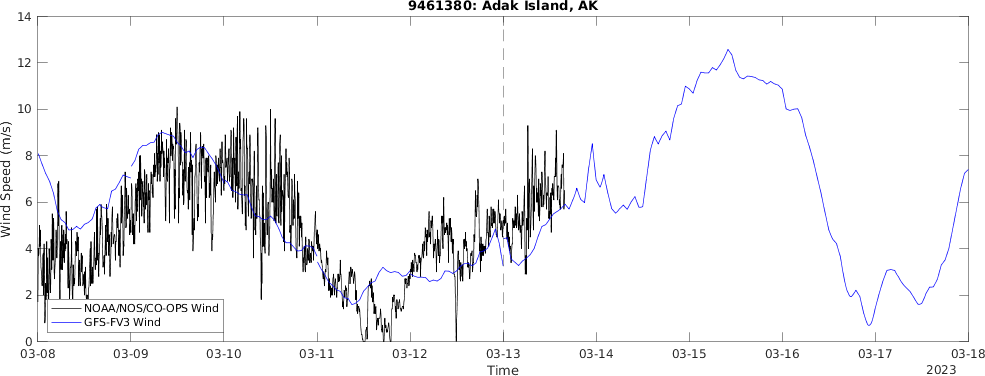 9461380: Adak Island, AK
Wind Speed (m/s)
14
12
10
8
6
4
2
0
NOAA/NOS/CO-OPS Wind
GFS-FV3 Wind
03-08 03-09 03-10 03-11 03-12 03-13 03-14 03-15 03-16 03-17 03-18
Time
2023